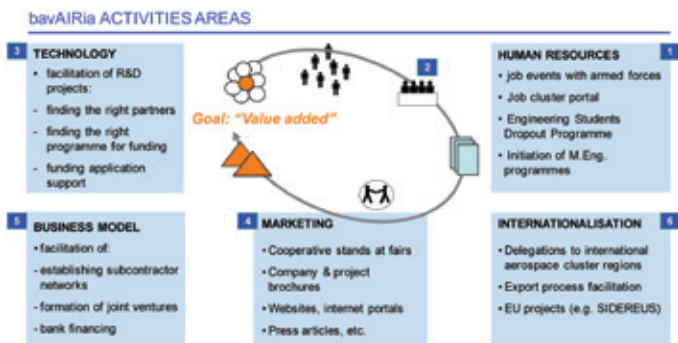 bavAIRia ACTIVITIES AREAS
3 TECHNOLOGY
• facilitation of R&D
projects:
- finding the right partners
- finding the right
programme for funding
- funding application
support
2
Goal: "Value added"
HUMAN RESOURCES 1
• job events with armed forces
• Job cluster portal
• Engineering Students
Dropout Programme
• Initiation of M.Eng.
programmes
5 BUSINESS MODEL
• facilitation of:
- establishing subcontractor
networks
- formation of joint ventures
- bank financing
4 MARKETING
• Cooperative stands at fairs
• Company & project
brochures
• Websites, internet portals
• Press articles, etc.
INTERNATIONALISATION 6
• Delegations to international
aerospace cluster regions
• Export process facilitation
• EU projects (e.g. SIDEREUS)